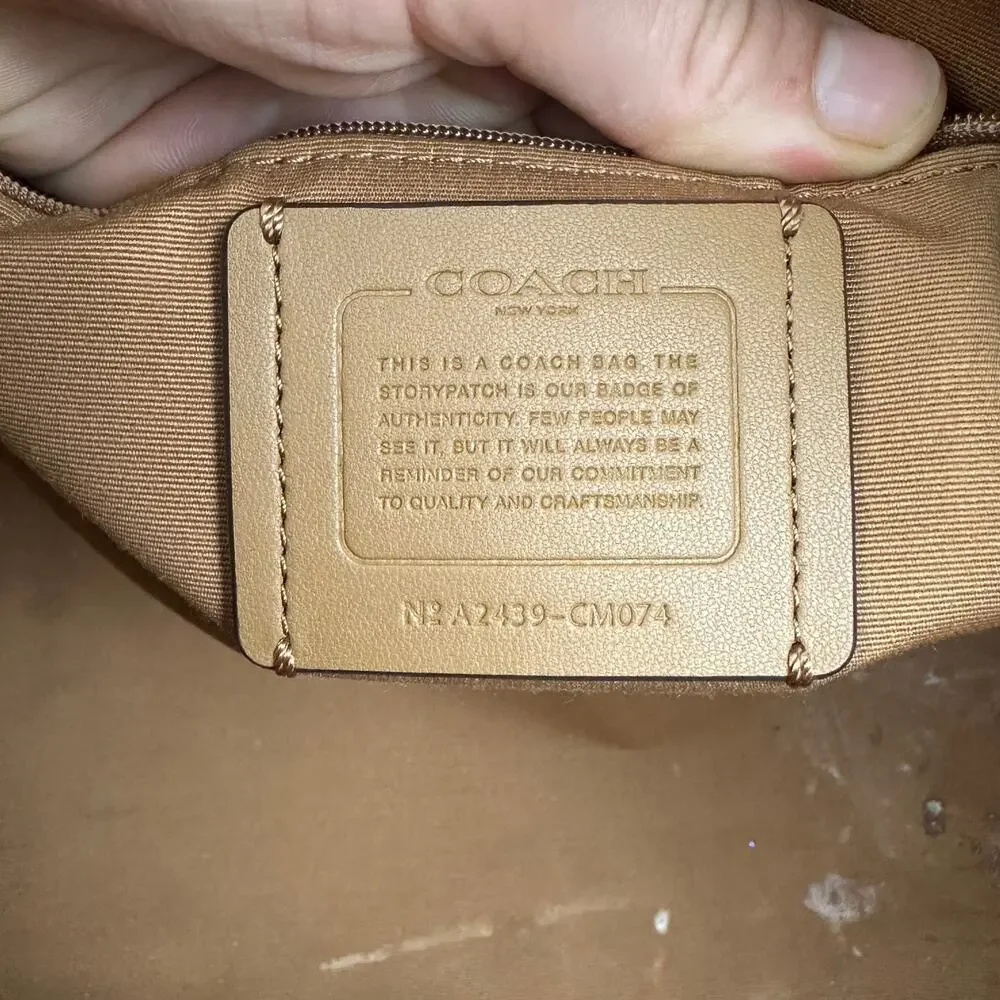 COACH
NEW YORK
THIS IS A COACH BAG. THE
STORYPATCH IS OUR BADGE OF
AUTHENTICITY. FEW PEOPLE MAY
SEE IT, BUT IT WILL ALWAYS BE A
REMINDER OF OUR COMMITMENT
TO QUALITY AND CRAFTSMANSHIP.
Nº A2439-CM074